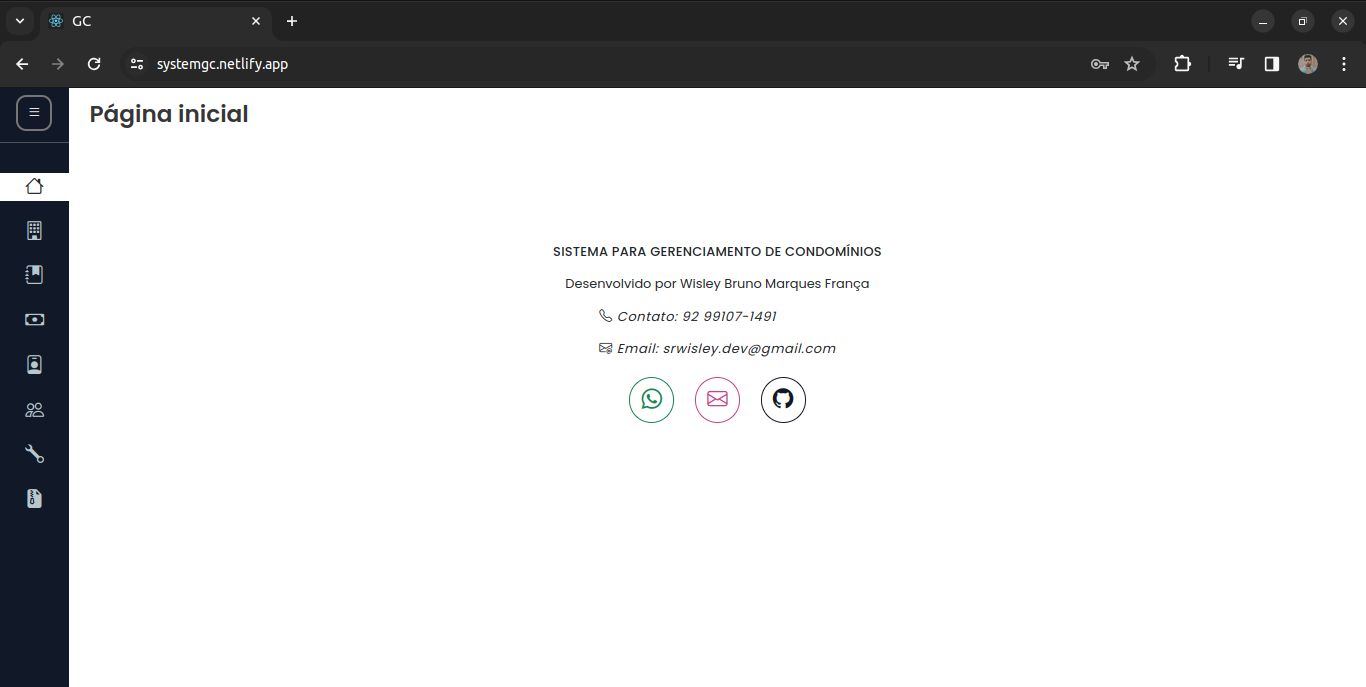 GC
systemgc.netlify.app
Página inicial
SISTEMA PARA GERENCIAMENTO DE CONDOMÍNIOS
Desenvolvido por Wisley Bruno Marques França
Contato: 92 99107-1491
Email: srwisley.dev@gmail.com